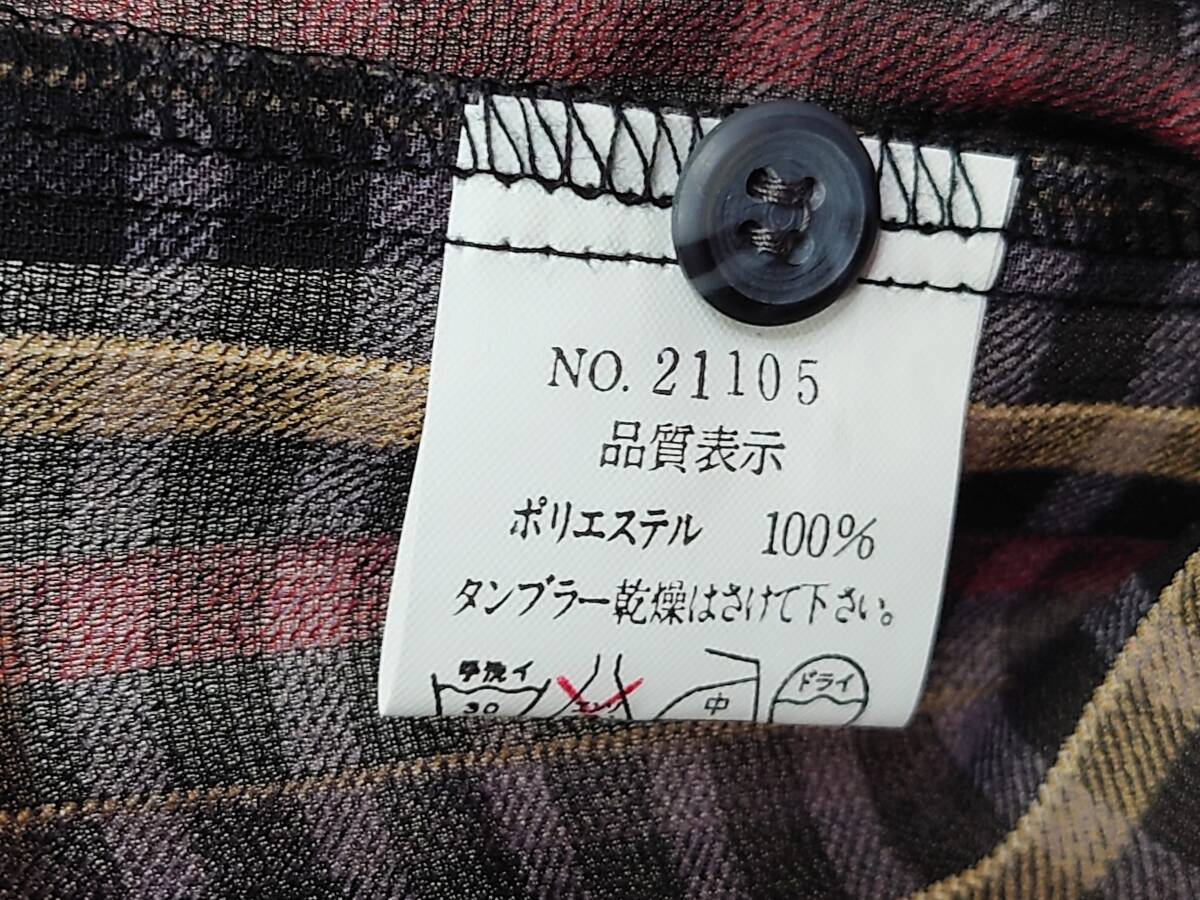 NO. 21105
品質表示
ポリエステル 100%
タンブラー乾燥はさけて下さい。
手洗イ 中 ドライ
30